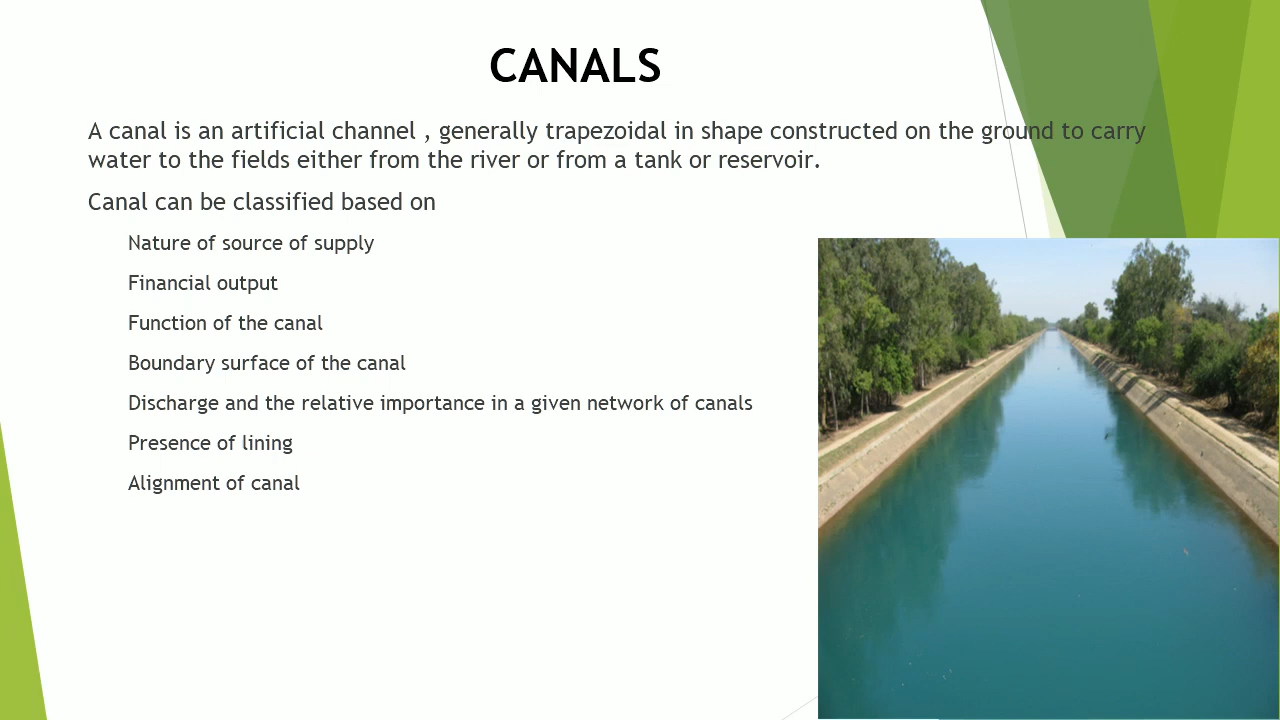 CANALS
A canal is an artificial channel , generally trapezoidal in shape constructed on the ground to carry
water to the fields either from the river or from a tank or reservoir.
Canal can be classified based on
Nature of source of supply
Financial output
Function of the canal
Boundary surface of the canal
Discharge and the relative importance in a given network of canals
Presence of lining
Alignment of canal